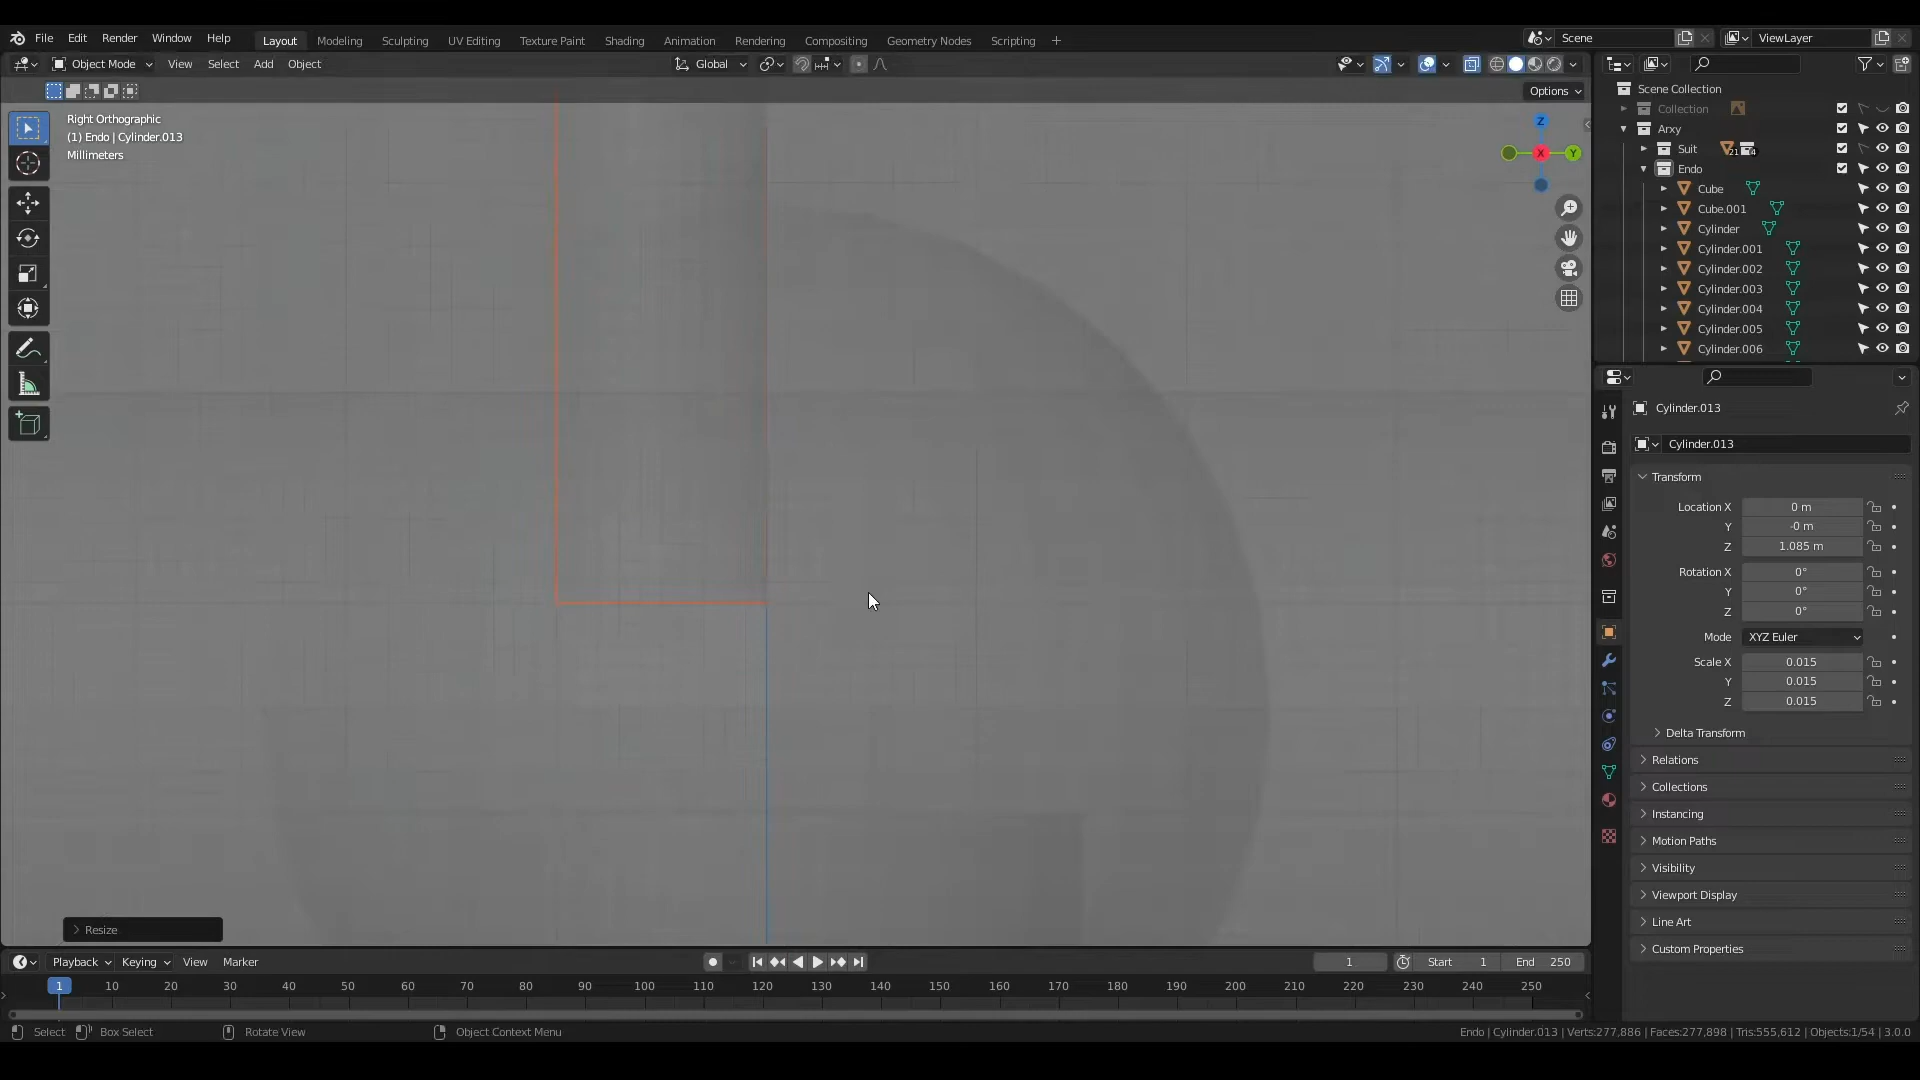 File Edit Render Window Help Layout Modeling Sculpting UV Editing Texture Paint Shading Animation Rendering Compositing Geometry Nodes Scripting + Scene ViewLayer
Object Mode View Select Add Object Global
Options
Right Orthographic
(1) Endo | Cylinder.013
Millimeters
Z
X
Y
Scene Collection
Collection
Arxy
Suit 21 4
Endo
Cube
Cube.001
Cylinder
Cylinder.001
Cylinder.002
Cylinder.003
Cylinder.004
Cylinder.005
Cylinder.006
Cylinder.013
Cylinder.013
Transform
Location X 0 m
Y -0 m
Z 1.085 m
Rotation X 0°
Y 0°
Z 0°
Mode XYZ Euler
Scale X 0.015
Y 0.015
Z 0.015
Delta Transform
Relations
Collections
Instancing
Motion Paths
Visibility
Viewport Display
Line Art
Custom Properties
Resize
Playback Keying View Marker 1 Start 1 End 250
1 10 20 30 40 50 60 70 80 90 100 110 120 130 140 150 160 170 180 190 200 210 220 230 240 250
Select Box Select Rotate View Object Context Menu Endo | Cylinder.013 | Verts:277,886 | Faces:277,898 | Tris:555,612 | Objects:1/54 | 3.0.0